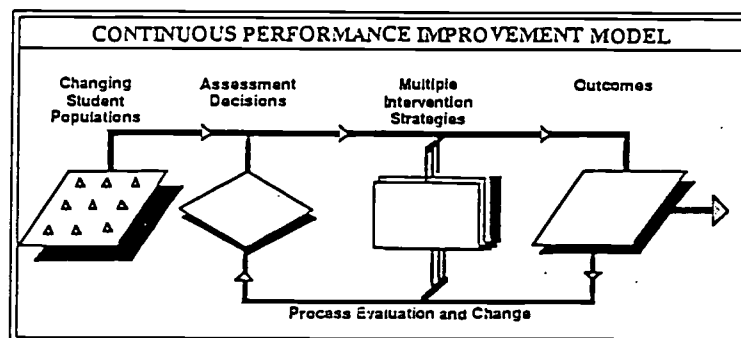 CONTINUOUS PERFORMANCE IMPROVEMENT MODEL
Changing
Student
Populations
Assessment
Decisions
Multiple
Intervention
Strategies
Outcomes
Process Evaluation and Change